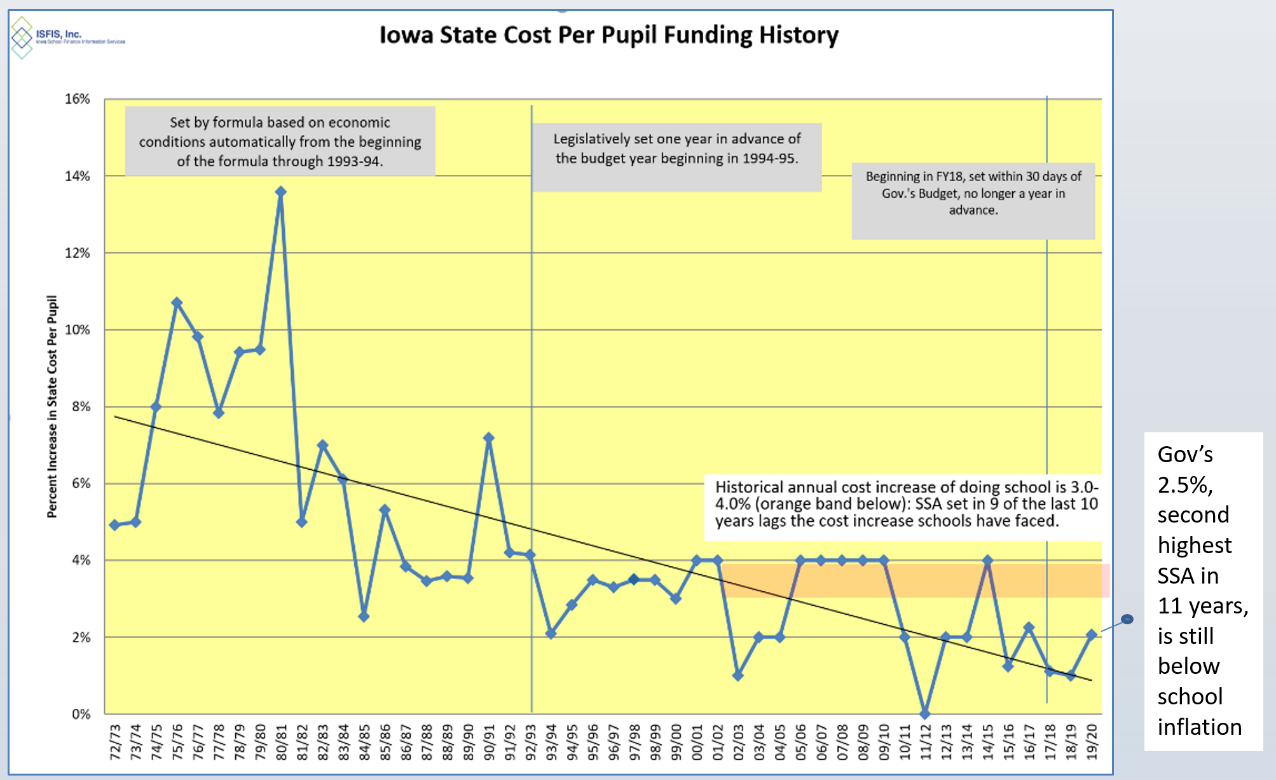 ISFIS, Inc.
Iowa School Finance Information Services
Iowa State Cost Per Pupil Funding History
Percent Increase in State Cost Per Pupil
16%
14%
12%
10%
8%
6%
4%
2%
0%
Set by formula based on economic
conditions automatically from the beginning
of the formula through 1993-94.
Legislatively set one year in advance of
the budget year beginning in 1994-95.
Beginning in FY18, set within 30 days of
Gov.'s Budget, no longer a year in
advance.
Historical annual cost increase of doing school is 3.0-
4.0% (orange band below): SSA set in 9 of the last 10
years lags the cost increase schools have faced.
72/73
73/74
74/75
75/76
76/77
77/78
78/79
79/80
80/81
81/82
82/83
83/84
84/85
85/86
86/87
87/88
88/89
89/90
90/91
91/92
92/93
93/94
94/95
95/96
96/97
97/98
98/99
99/00
00/01
01/02
02/03
03/04
04/05
05/06
06/07
07/08
08/09
09/10
10/11
11/12
12/13
13/14
14/15
15/16
16/17
17/18
18/19
19/20
Gov’s
2.5%,
second
highest
SSA in
11 years,
is still
below
school
inflation